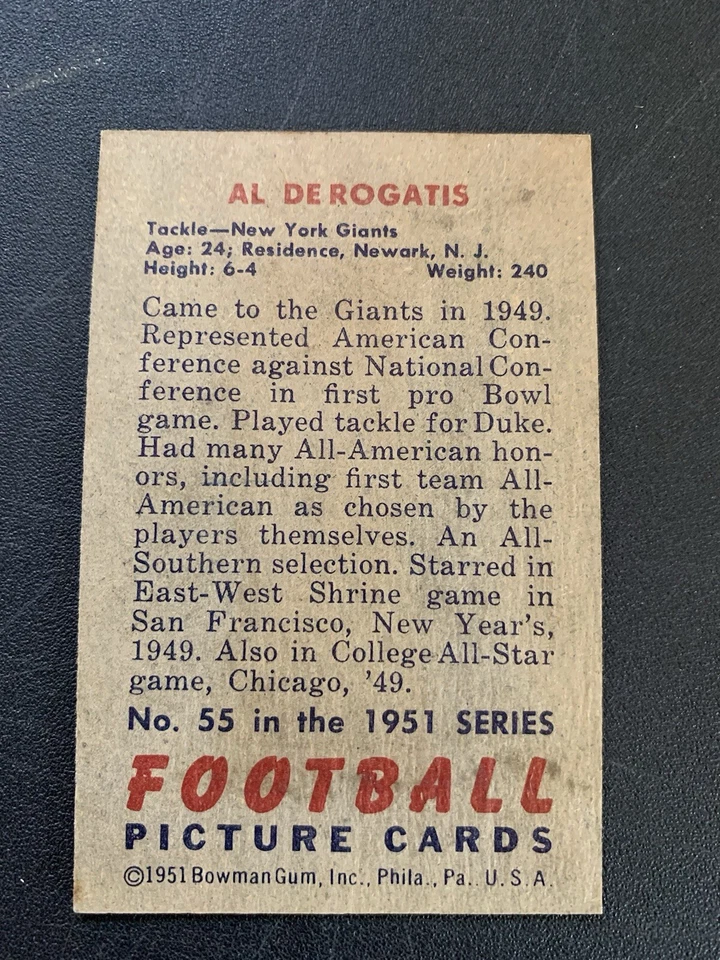 AL DE ROGATIS
Tackle—New York Giants
Age: 24; Residence, Newark, N. J.
Height: 6-4 Weight: 240
Came to the Giants in 1949.
Represented American Con-
ference against National Con-
ference in first pro Bowl
game. Played tackle for Duke.
Had many All-American hon-
ors, including first team All-
American as chosen by the
players themselves. An All-
Southern selection. Starred in
East-West Shrine game in
San Francisco, New Year's,
1949. Also in College All-Star
game, Chicago, '49.
No. 55 in the 1951 SERIES
FOOTBALL
PICTURE CARDS
©1951 Bowman Gum, Inc., Phila., Pa. U. S. A.